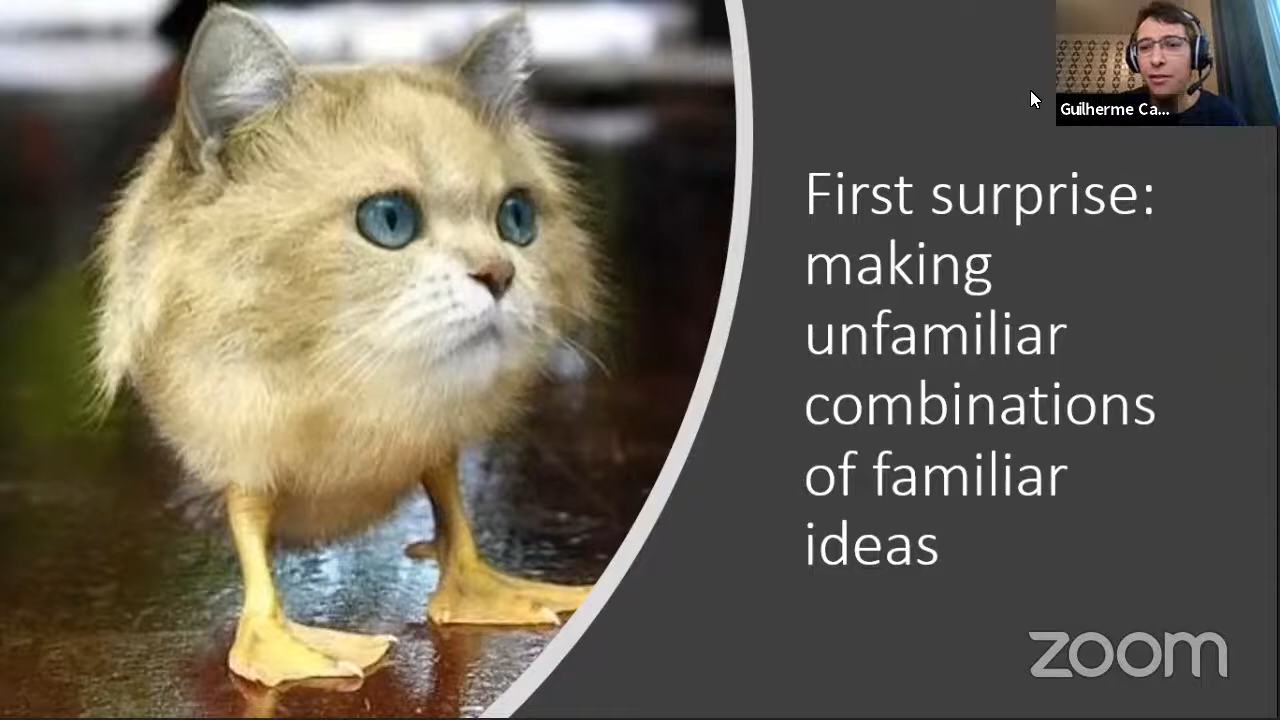 Guilherme Ca...
First surprise:
making
unfamiliar
combinations
of familiar
ideas
zoom